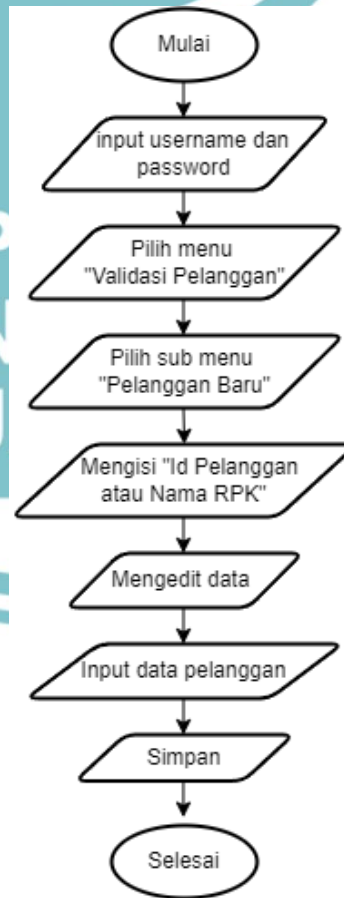 Mulai
input username dan
password
Pilih menu
"Validasi Pelanggan"
Pilih sub menu
"Pelanggan Baru"
Mengisi "Id Pelanggan
atau Nama RPK"
Mengedit data
Input data pelanggan
Simpan
Selesai